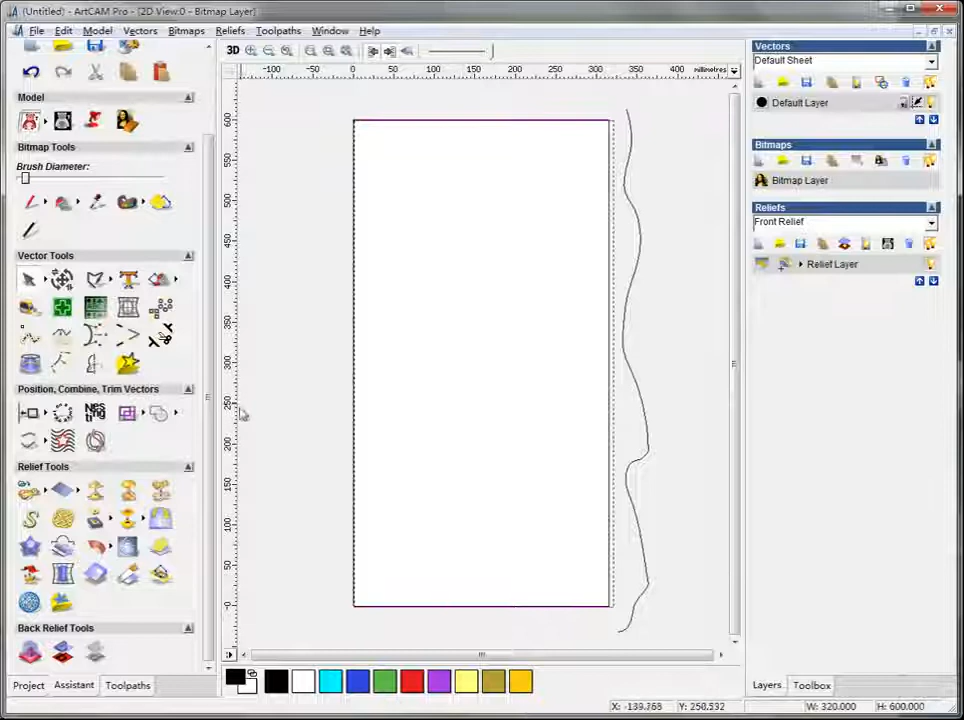 (Untitled) - ArtCAM Pro - [2D View:0 - Bitmap Layer]
File Edit Model Vectors Bitmaps Reliefs Toolpaths Window Help
3D
-100 -50 0 50 100 150 200 250 300 350 400 millimetres
600
550
500
450
400
350
300
250
200
150
100
50
-0
Model
Bitmap Tools
Brush Diameter:
Vector Tools
Position, Combine, Trim Vectors
Relief Tools
Back Relief Tools
Project Assistant Toolpaths
Vectors
Default Sheet
Default Layer
Bitmaps
Bitmap Layer
Reliefs
Front Relief
Relief Layer
Layers Toolbox
X: -139.768 Y: 250.532 W: 320.000 H: 600.000